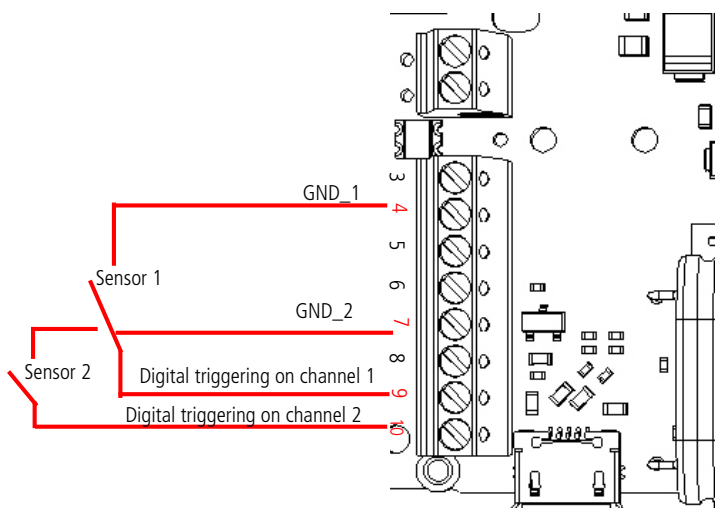 3
GND_1
4
5
Sensor 1
6
GND_2
7
Sensor 2
8
Digital triggering on channel 1
9
Digital triggering on channel 2
10